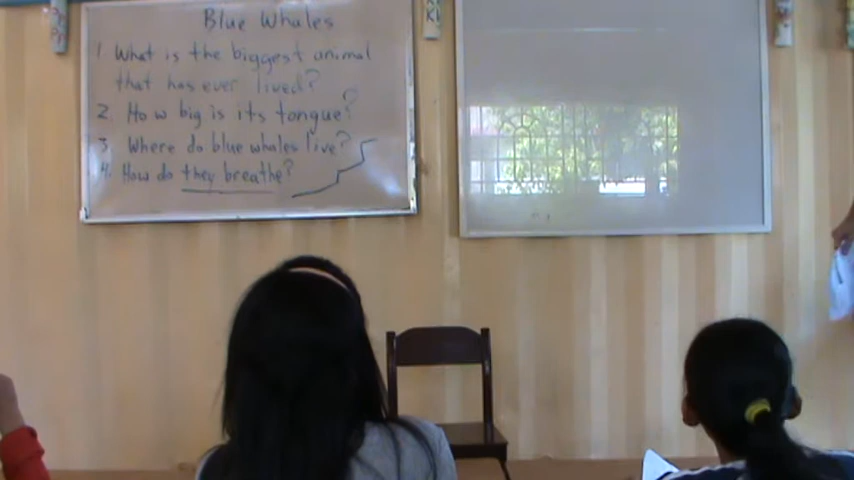 Blue Whales
1 What is the biggest animal
that has ever lived?
2. How big is its tongue?
3. Where do blue whales live?
4. How do they breathe?
KI